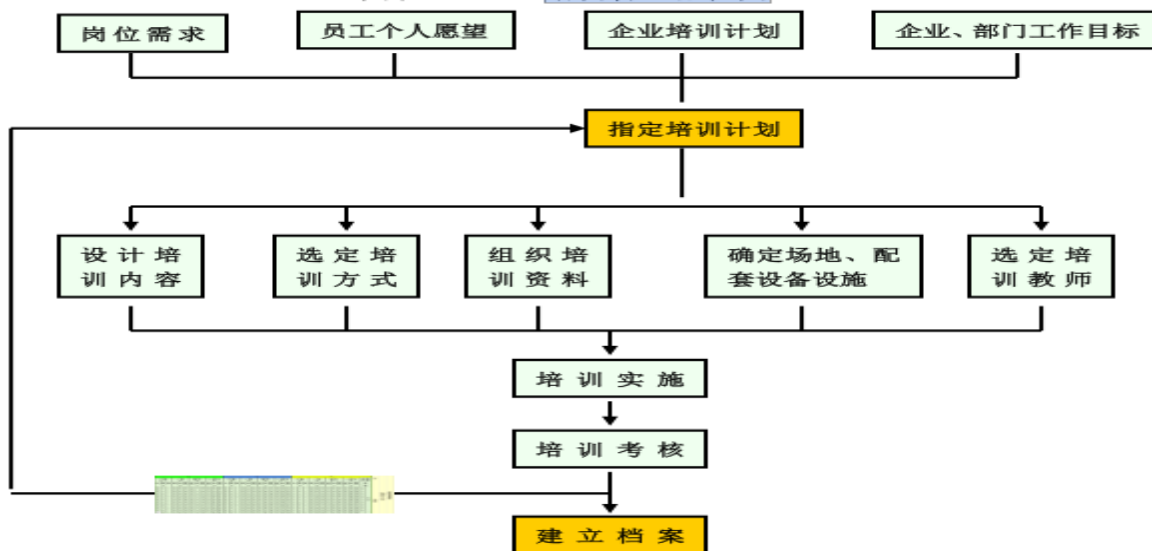 岗位需求
员工个人愿望
企业培训计划
企业、部门工作目标
指定培训计划
设计培
训内容
选定培
训方式
组织培
训资料
确定场地、配
套设备设施
选定培
训教师
培训实施
培训考核
建立档案